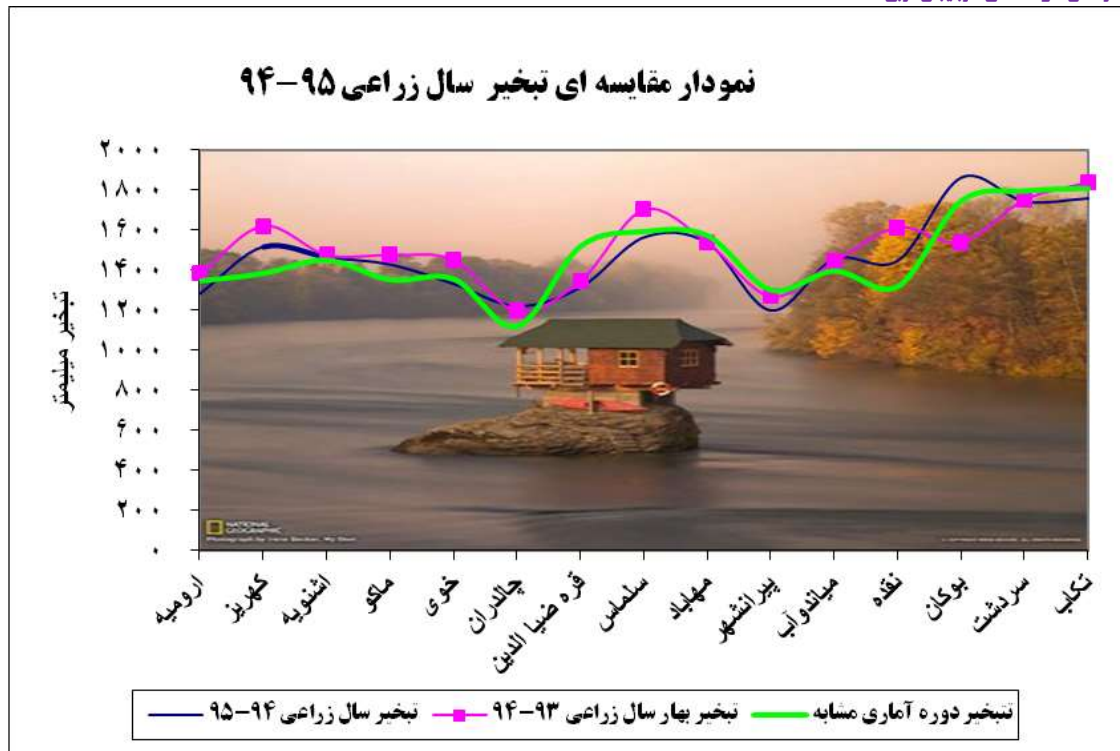 نمودار مقایسه ای تبخیر سال زراعی ۹۵-۹۴
تبخیر میلیمتر
۲۰۰۰
۱۸۰۰
۱۶۰۰
۱۴۰۰
۱۲۰۰
۱۰۰۰
۸۰۰
۶۰۰
۴۰۰
۲۰۰
۰
NATIONAL
GEOGRAPHIC
ارومیه
کهریز
اشنویه
ماکو
خوی
چالدران
قره ضیا الدین
سلماس
مهاباد
پیرانشهر
میاندوآب
نقده
بوکان
سردشت
تکاب
تبخیر سال زراعی ۹۴-۹۵
تبخیر بهار سال زراعی ۹۳-۹۴
تتبخیر دوره آماری مشابه